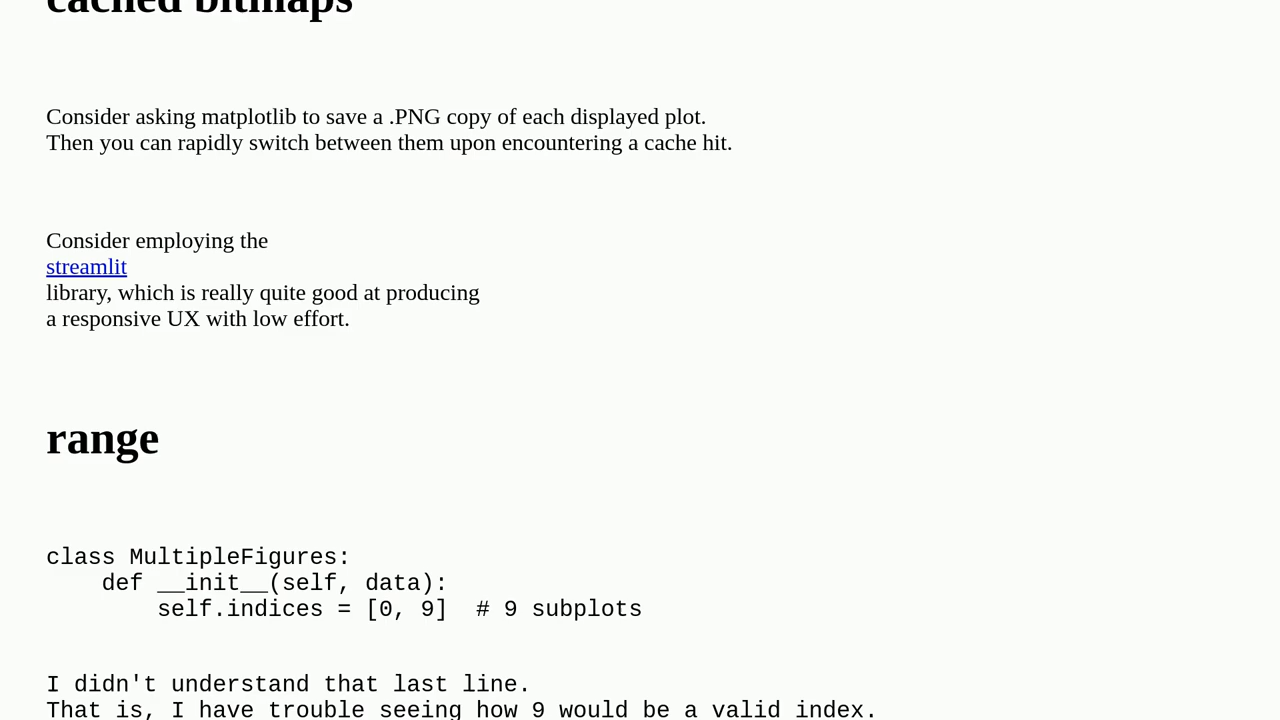 cached bitmaps
Consider asking matplotlib to save a .PNG copy of each displayed plot.
Then you can rapidly switch between them upon encountering a cache hit.
Consider employing the
streamlit
library, which is really quite good at producing
a responsive UX with low effort.
range
class MultipleFigures:
    def __init__(self, data):
        self.indices = [0, 9]  # 9 subplots
I didn't understand that last line.
That is, I have trouble seeing how 9 would be a valid index.